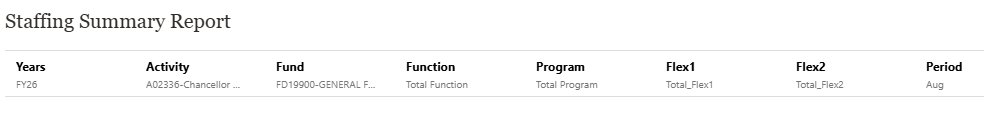 Staffing Summary Report
Years Activity Fund Function Program Flex1 Flex2 Period
FY26 A02336-Chancellor ... FD19900-GENERAL F... Total Function Total Program Total_Flex1 Total_Flex2 Aug